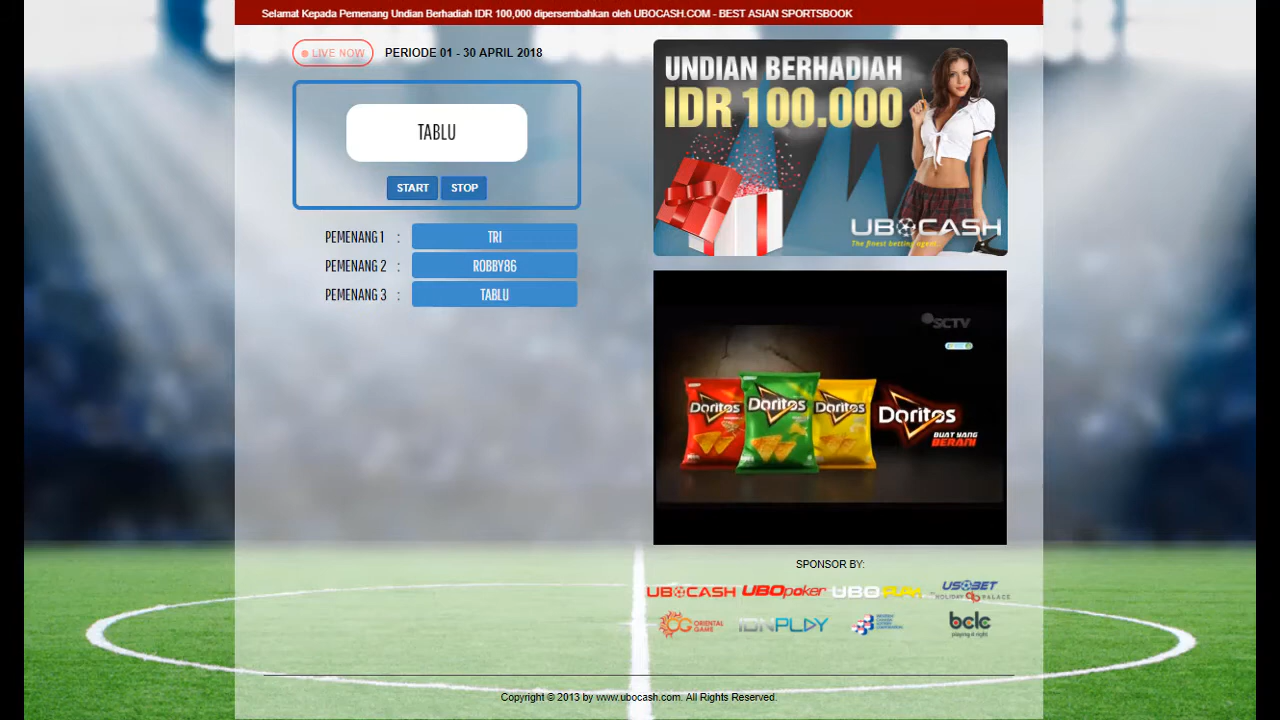 Selamat Kepada Pemenang Undian Berhadiah IDR 100,000 dipersembahkan oleh UBOCASH.COM - BEST ASIAN SPORTSBOOK
LIVE NOW PERIODE 01 - 30 APRIL 2018
TABLU
START STOP
PEMENANG 1 : TRI
PEMENANG 2 : ROBBY86
PEMENANG 3 : TABLU
UNDIAN BERHADIAH
IDR 100.000
UBOCASH
The finest betting agent...
SCTV
Doritos Doritos Doritos Doritos
BUAT YANG
BERANI
SPONSOR BY:
UBOCASH UBOpoker UBO
HOLIDAY PALACE
OG ORIENTAL GAME IDNPLAY bclc
playing it right
Copyright © 2013 by www.ubocash.com. All Rights Reserved.